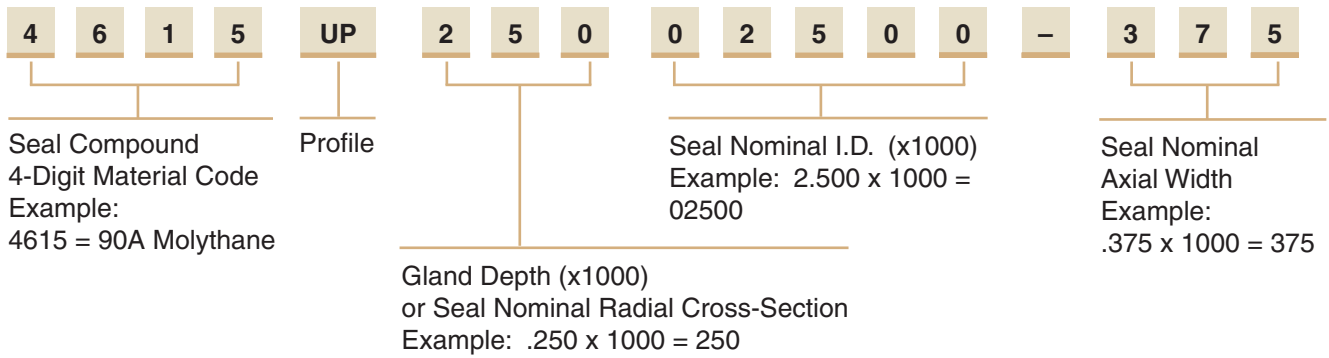 4 6 1 5 UP 2 5 0 0 2 5 0 0 – 3 7 5
Seal Compound
4-Digit Material Code
Example:
4615 = 90A Molythane
Profile
Gland Depth (x1000)
or Seal Nominal Radial Cross-Section
Example: .250 x 1000 = 250
Seal Nominal I.D. (x1000)
Example: 2.500 x 1000 =
02500
Seal Nominal
Axial Width
Example:
.375 x 1000 = 375